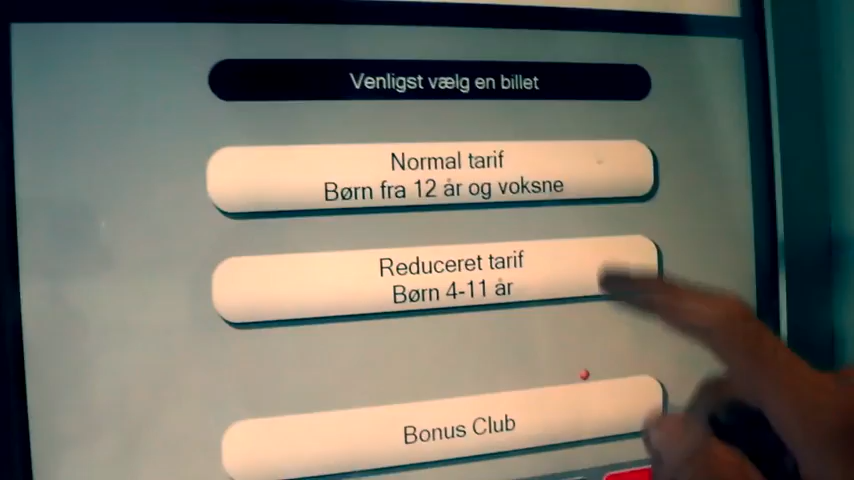 Venligst vælg en billet
Normal tarif
Børn fra 12 år og voksne
Reduceret tarif
Børn 4-11 år
Bonus Club